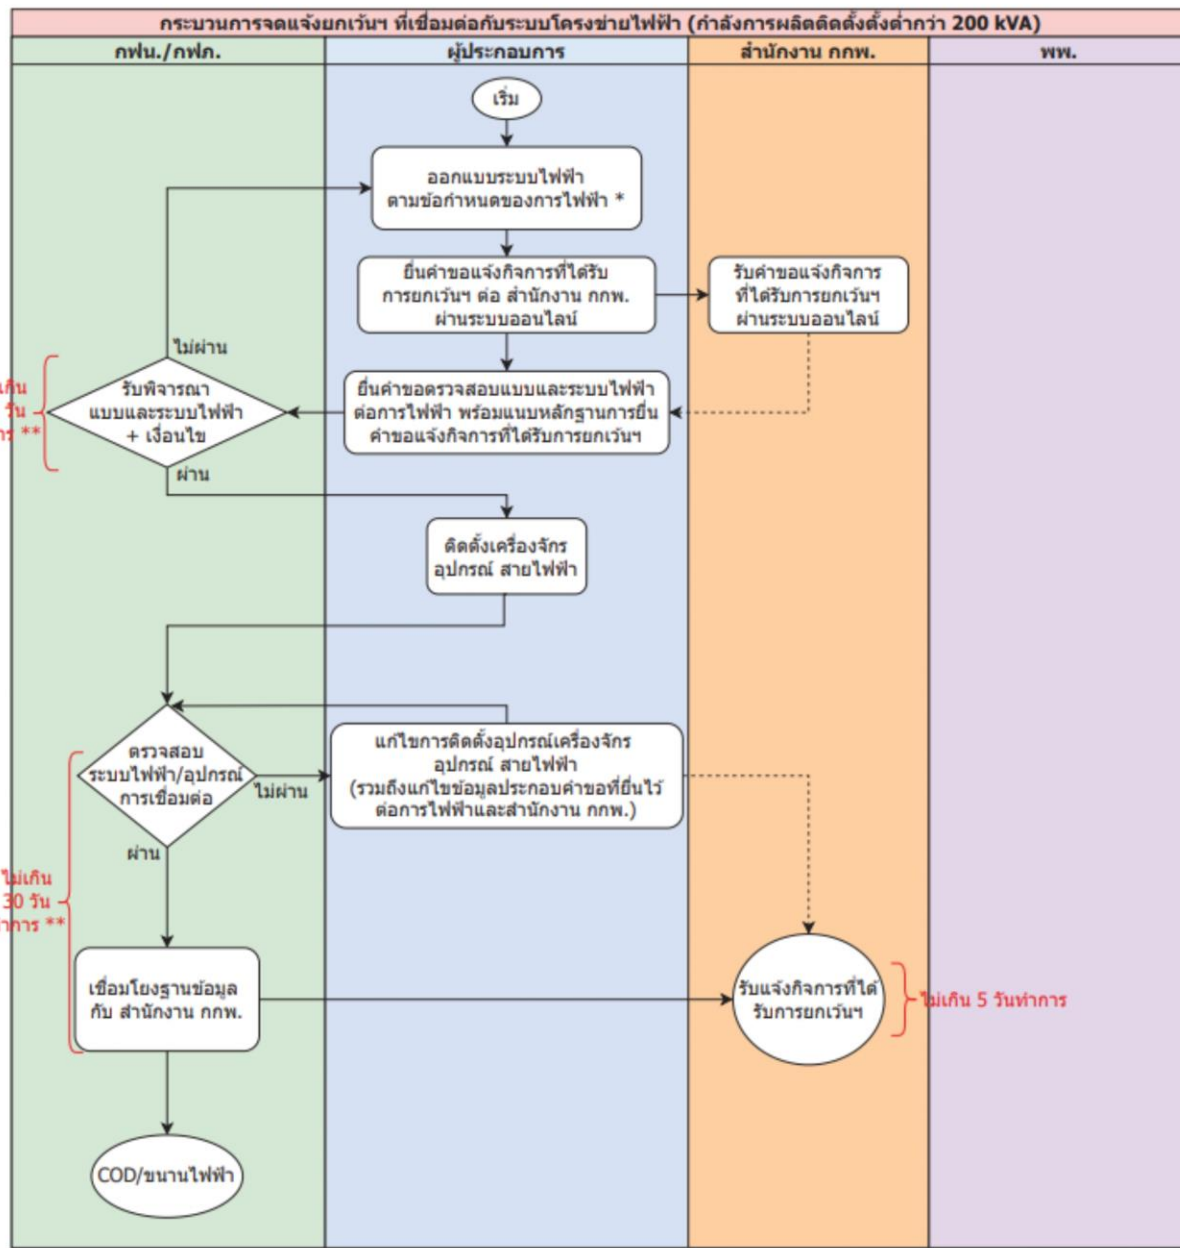 กระบวนการจดแจ้งยกเว้นฯ ที่เชื่อมต่อกับระบบโครงข่ายไฟฟ้า (กำลังการผลิตติดตั้งตั้งต่ำกว่า 200 kVA)
กฟน./กฟภ.
ผู้ประกอบการ
สำนักงาน กกพ.
พพ.
เริ่ม
ออกแบบระบบไฟฟ้า
ตามข้อกำหนดของการไฟฟ้า *
ยื่นคำขอแจ้งกิจการที่ได้รับ
การยกเว้นฯ ต่อ สำนักงาน กกพ.
ผ่านระบบออนไลน์
รับคำขอแจ้งกิจการ
ที่ได้รับการยกเว้นฯ
ผ่านระบบออนไลน์
ไม่ผ่าน
รับพิจารณา
แบบและระบบไฟฟ้า
+ เงื่อนไข
วัน
**
ยื่นคำขอตรวจสอบแบบและระบบไฟฟ้า
ต่อการไฟฟ้า พร้อมแนบหลักฐานการยื่น
คำขอแจ้งกิจการที่ได้รับการยกเว้นฯ
ผ่าน
ติดตั้งเครื่องจักร
อุปกรณ์ สายไฟฟ้า
ตรวจสอบ
ระบบไฟฟ้า/อุปกรณ์
การเชื่อมต่อ
ไม่ผ่าน
แก้ไขการติดตั้งอุปกรณ์เครื่องจักร
อุปกรณ์ สายไฟฟ้า
(รวมถึงแก้ไขข้อมูลประกอบคำขอที่ยื่นไว้
ต่อการไฟฟ้าและสำนักงาน กกพ.)
ผ่าน
ไม่เกิน
30 วัน
ทำการ **
เชื่อมโยงฐานข้อมูล
กับ สำนักงาน กกพ.
รับแจ้งกิจการที่ได้
รับการยกเว้นฯ
ไม่เกิน 5 วันทำการ
COD/ขนานไฟฟ้า